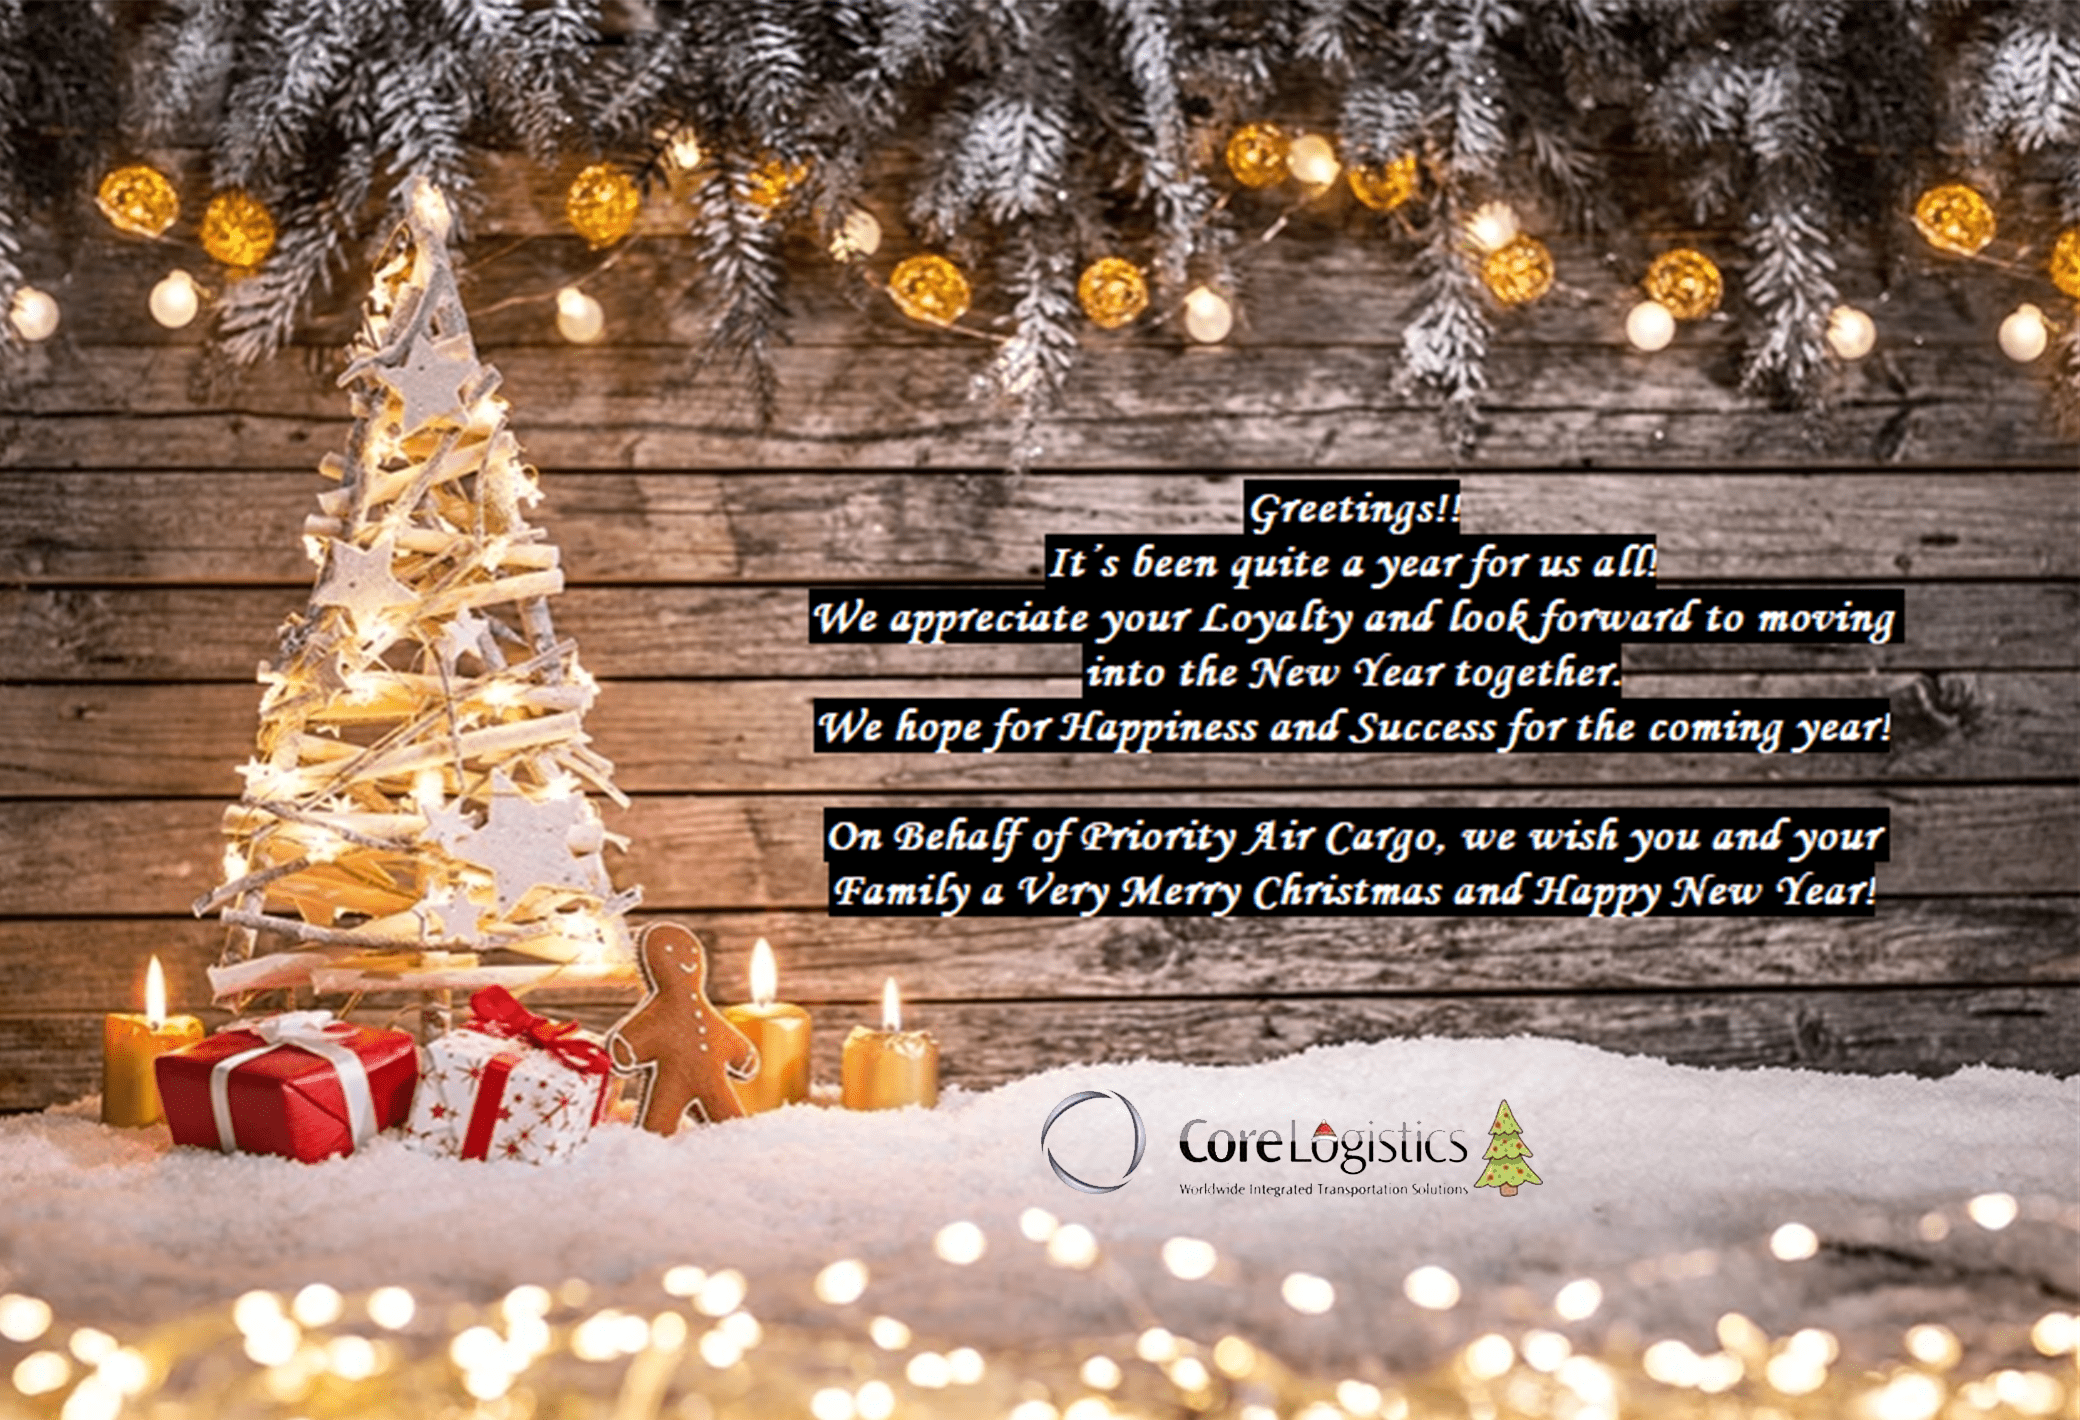 Greetings!!
It's been quite a year for us all!
We appreciate your Loyalty and look forward to moving
into the New Year together.
We hope for Happiness and Success for the coming year!
On Behalf of Priority Air Cargo, we wish you and your
Family a Very Merry Christmas and Happy New Year!
Core Logistics
Worldwide Integrated Transportation Solutions